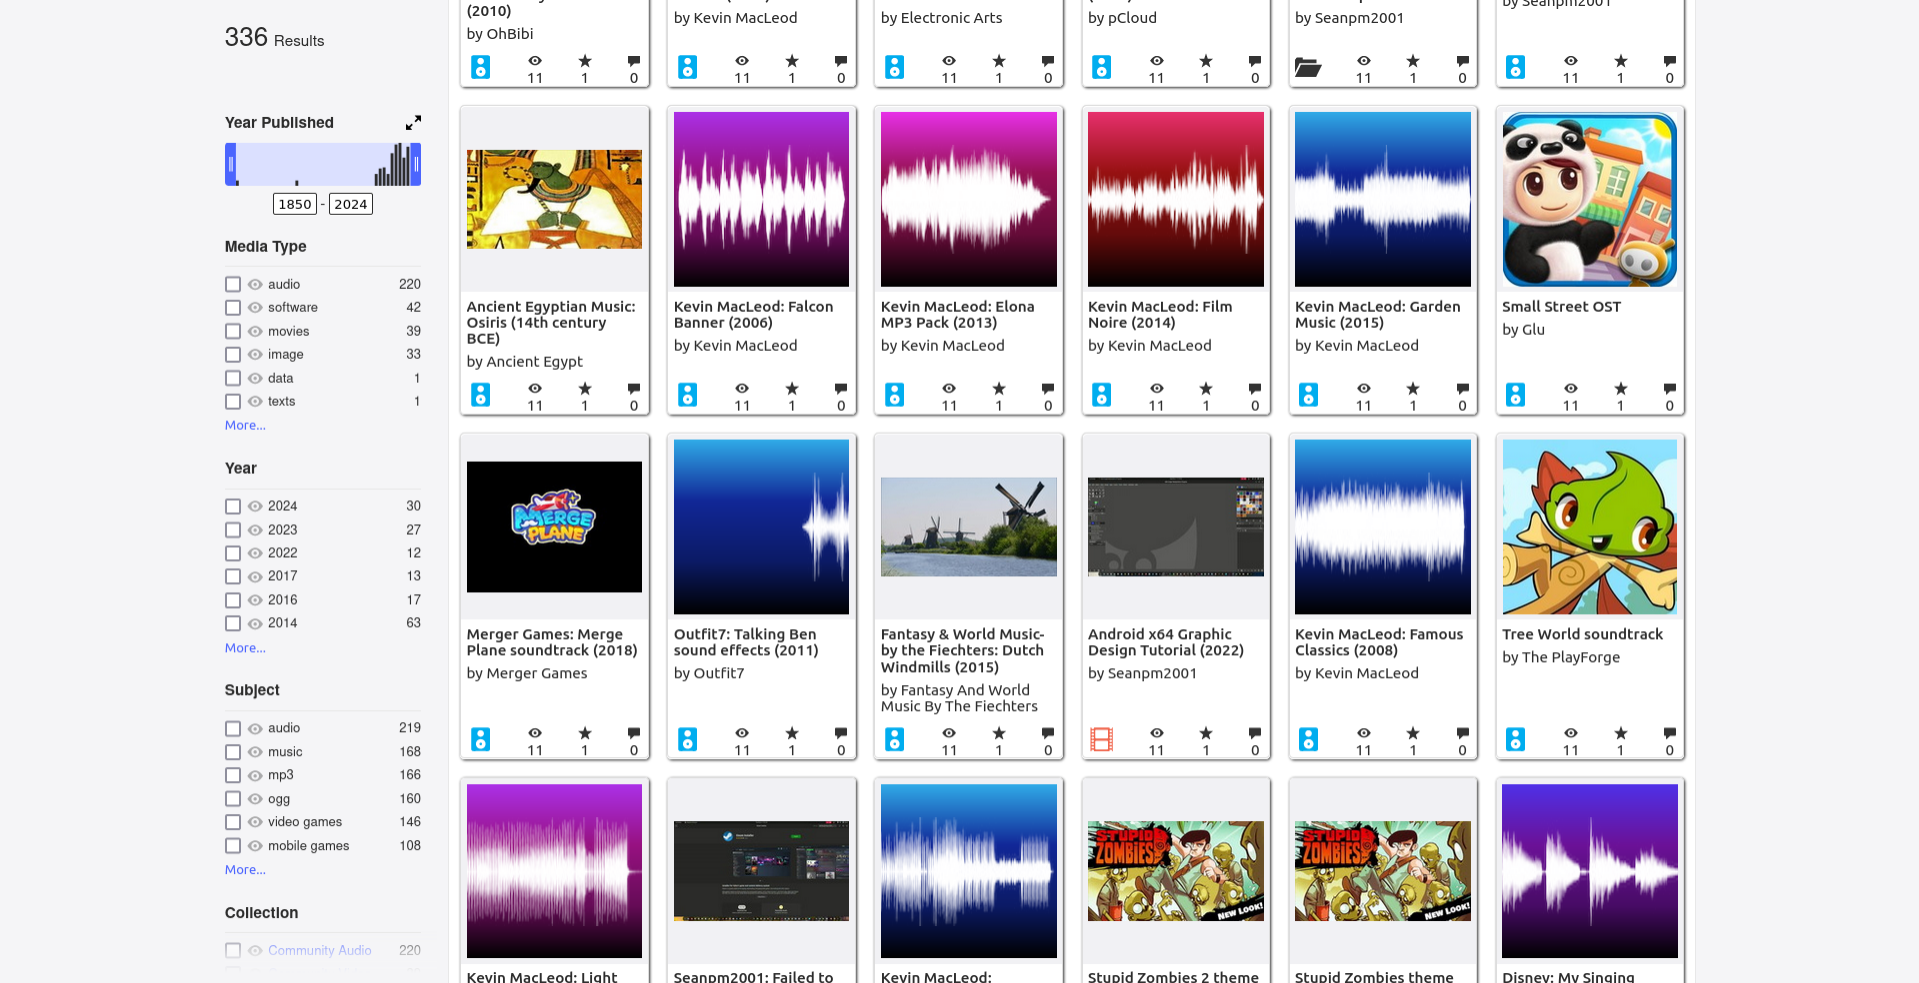 336 Results
Year Published
1850 - 2024
Media Type
audio 220
software 42
movies 39
image 33
data 1
texts 1
More...
Year
2024 30
2023 27
2022 12
2017 13
2016 17
2014 63
More...
Subject
audio 219
music 168
mp3 166
ogg 160
video games 146
mobile games 108
More...
Collection
Community Audio 220
(2010)
by OhBibi
11 1 0
by Kevin MacLeod
11 1 0
by Electronic Arts
11 1 0
by pCloud
11 1 0
by Seanpm2001
11 1 0
by Seanpm2001
11 1 0
Ancient Egyptian Music:
Osiris (14th century
BCE)
by Ancient Egypt
11 1 0
Kevin MacLeod: Falcon
Banner (2006)
by Kevin MacLeod
11 1 0
Kevin MacLeod: Elona
MP3 Pack (2013)
by Kevin MacLeod
11 1 0
Kevin MacLeod: Film
Noire (2014)
by Kevin MacLeod
11 1 0
Kevin MacLeod: Garden
Music (2015)
by Kevin MacLeod
11 1 0
Small Street OST
by Glu
11 1 0
MERGE
PLANE
Merger Games: Merge
Plane soundtrack (2018)
by Merger Games
11 1 0
Outfit7: Talking Ben
sound effects (2011)
by Outfit7
11 1 0
Fantasy & World Music-
by the Fiechters: Dutch
Windmills (2015)
by Fantasy And World
Music By The Fiechters
11 1 0
Android x64 Graphic
Design Tutorial (2022)
by Seanpm2001
11 1 0
Kevin MacLeod: Famous
Classics (2008)
by Kevin MacLeod
11 1 0
Tree World soundtrack
by The PlayForge
11 1 0
Kevin MacLeod: Light
Seanpm2001: Failed to
Kevin MacLeod:
STUPID
ZOMBIES
NEW LOOK!
Stupid Zombies 2 theme
STUPID
ZOMBIES
NEW LOOK!
Stupid Zombies theme
Disney: My Singing